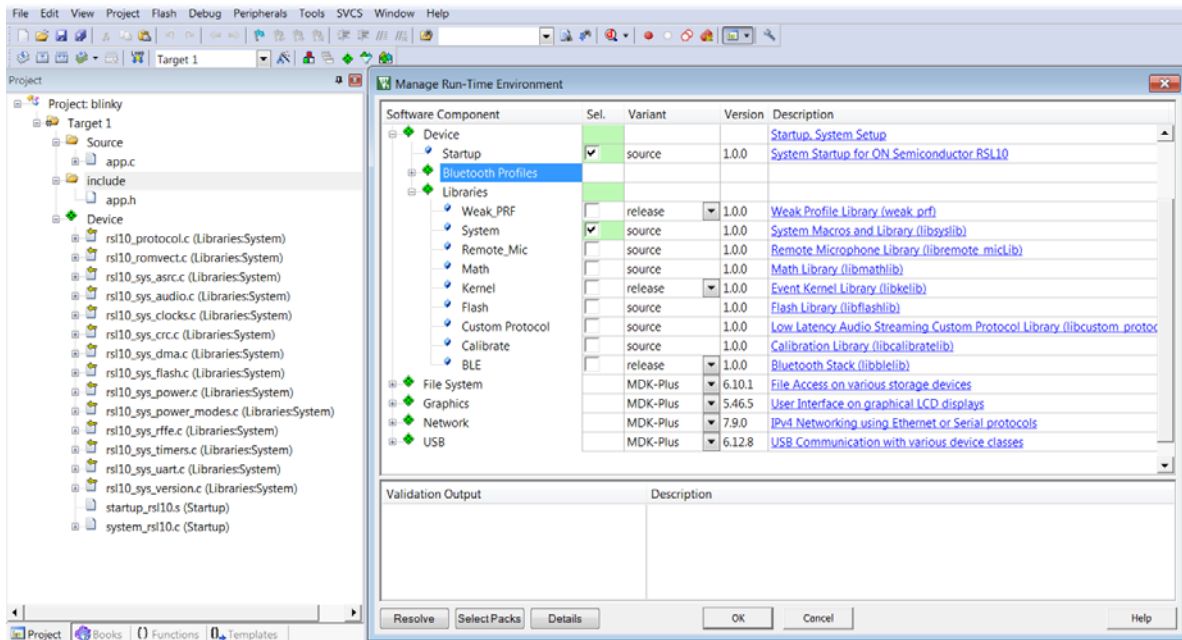 File Edit View Project Flash Debug Peripherals Tools SVCS Window Help
Target 1
Project
Project: blinky
Target 1
Source
app.c
include
app.h
Device
rsl10_protocol.c (Libraries:System)
rsl10_romvect.c (Libraries:System)
rsl10_sys_asrc.c (Libraries:System)
rsl10_sys_audio.c (Libraries:System)
rsl10_sys_clocks.c (Libraries:System)
rsl10_sys_crc.c (Libraries:System)
rsl10_sys_dma.c (Libraries:System)
rsl10_sys_flash.c (Libraries:System)
rsl10_sys_power.c (Libraries:System)
rsl10_sys_power_modes.c (Libraries:System)
rsl10_sys_rffe.c (Libraries:System)
rsl10_sys_timers.c (Libraries:System)
rsl10_sys_uart.c (Libraries:System)
rsl10_sys_version.c (Libraries:System)
startup_rsl10.s (Startup)
system_rsl10.c (Startup)
Project Books Functions Templates
Manage Run-Time Environment
Software Component Sel. Variant Version Description
Device Startup, System Setup
Startup source 1.0.0 System Startup for ON Semiconductor RSL10
Bluetooth Profiles
Libraries
Weak_PRF release 1.0.0 Weak Profile Library (weak_prf)
System source 1.0.0 System Macros and Library (libsyslib)
Remote_Mic source 1.0.0 Remote Microphone Library (libremote_micLib)
Math source 1.0.0 Math Library (libmathlib)
Kernel release 1.0.0 Event Kernel Library (libkelib)
Flash source 1.0.0 Flash Library (libflashlib)
Custom Protocol source 1.0.0 Low Latency Audio Streaming Custom Protocol Library (libcustom_protoc
Calibrate source 1.0.0 Calibration Library (libcalibratelib)
BLE release 1.0.0 Bluetooth Stack (libblelib)
File System MDK-Plus 6.10.1 File Access on various storage devices
Graphics MDK-Plus 5.46.5 User Interface on graphical LCD displays
Network MDK-Plus 7.9.0 IPv4 Networking using Ethernet or Serial protocols
USB MDK-Plus 6.12.8 USB Communication with various device classes
Validation Output Description
Resolve Select Packs Details OK Cancel Help